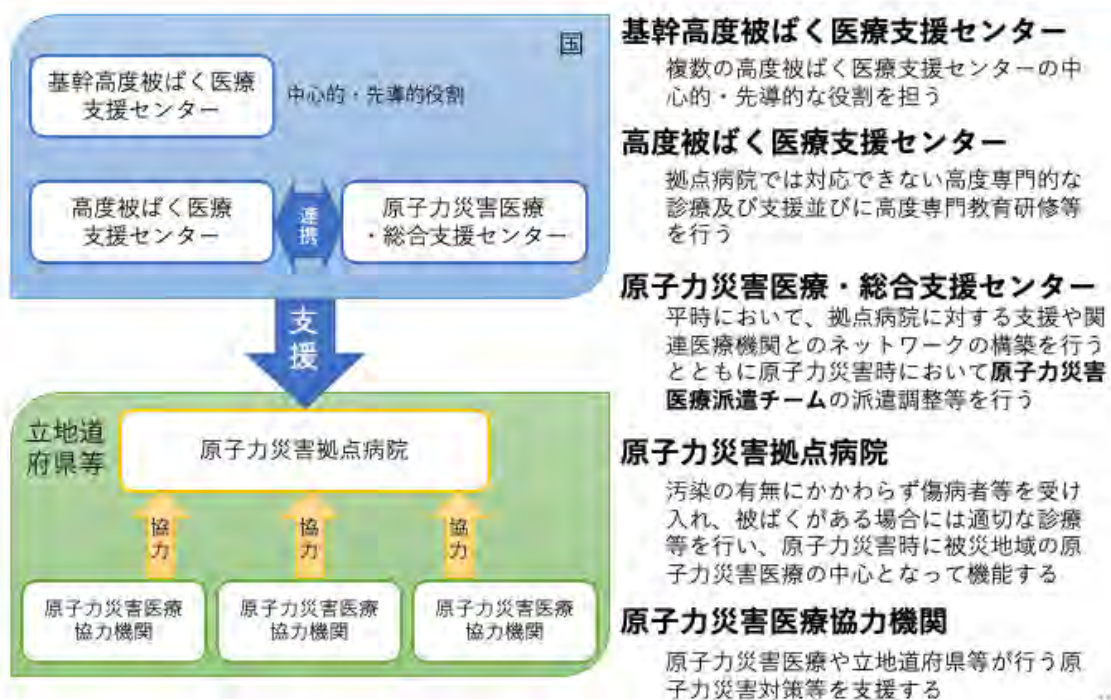 国
基幹高度被ばく医療
支援センター
中心的・先導的役割
高度被ばく医療
支援センター
連携
原子力災害医療
・総合支援センター
支援
立地道
府県等
原子力災害拠点病院
協力
協力
協力
原子力災害医療
協力機関
原子力災害医療
協力機関
原子力災害医療
協力機関
基幹高度被ばく医療支援センター
複数の高度被ばく医療支援センターの中
心的・先導的な役割を担う
高度被ばく医療支援センター
拠点病院では対応できない高度専門的な
診療及び支援並びに高度専門教育研修等
を行う
原子力災害医療・総合支援センター
平時において、拠点病院に対する支援や関
連医療機関とのネットワークの構築を行う
とともに原子力災害時において原子力災害
医療派遣チームの派遣調整等を行う
原子力災害拠点病院
汚染の有無にかかわらず傷病者等を受け
入れ、被ばくがある場合には適切な診療
等を行い、原子力災害時に被災地域の原
子力災害医療の中心となって機能する
原子力災害医療協力機関
原子力災害医療や立地道府県等が行う原
子力災害対策等を支援する